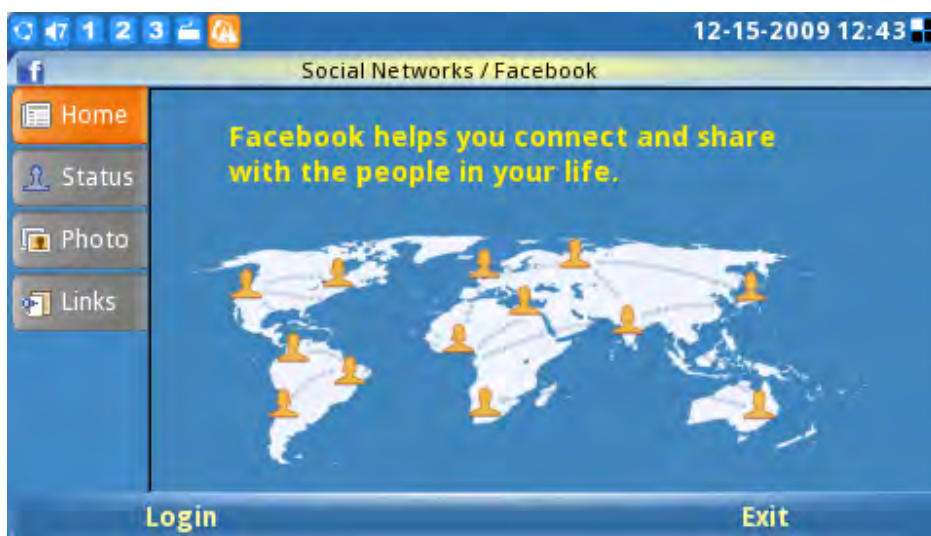 47 1 2 3 12-15-2009 12:43
f Social Networks / Facebook
Home
Facebook helps you connect and share
with the people in your life.
Status
Photo
Links
Login Exit